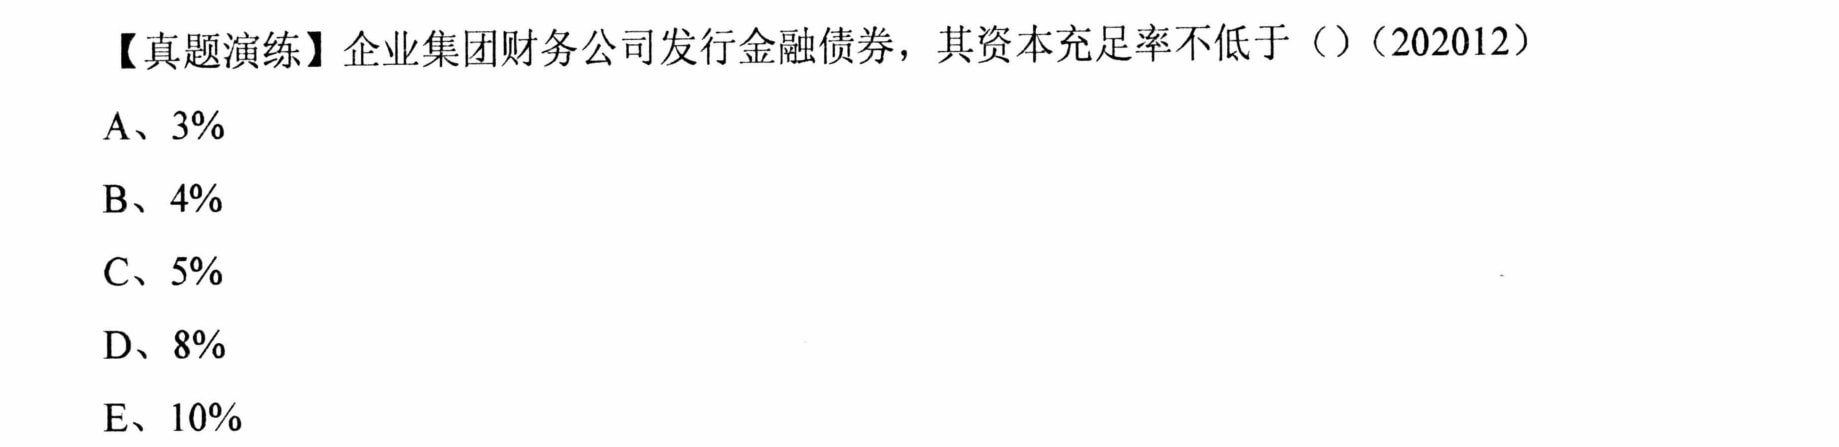 【真题演练】企业集团财务公司发行金融债券，其资本充足率不低于（）（202012）
A、3%
B、4%
C、5%
D、8%
E、10%